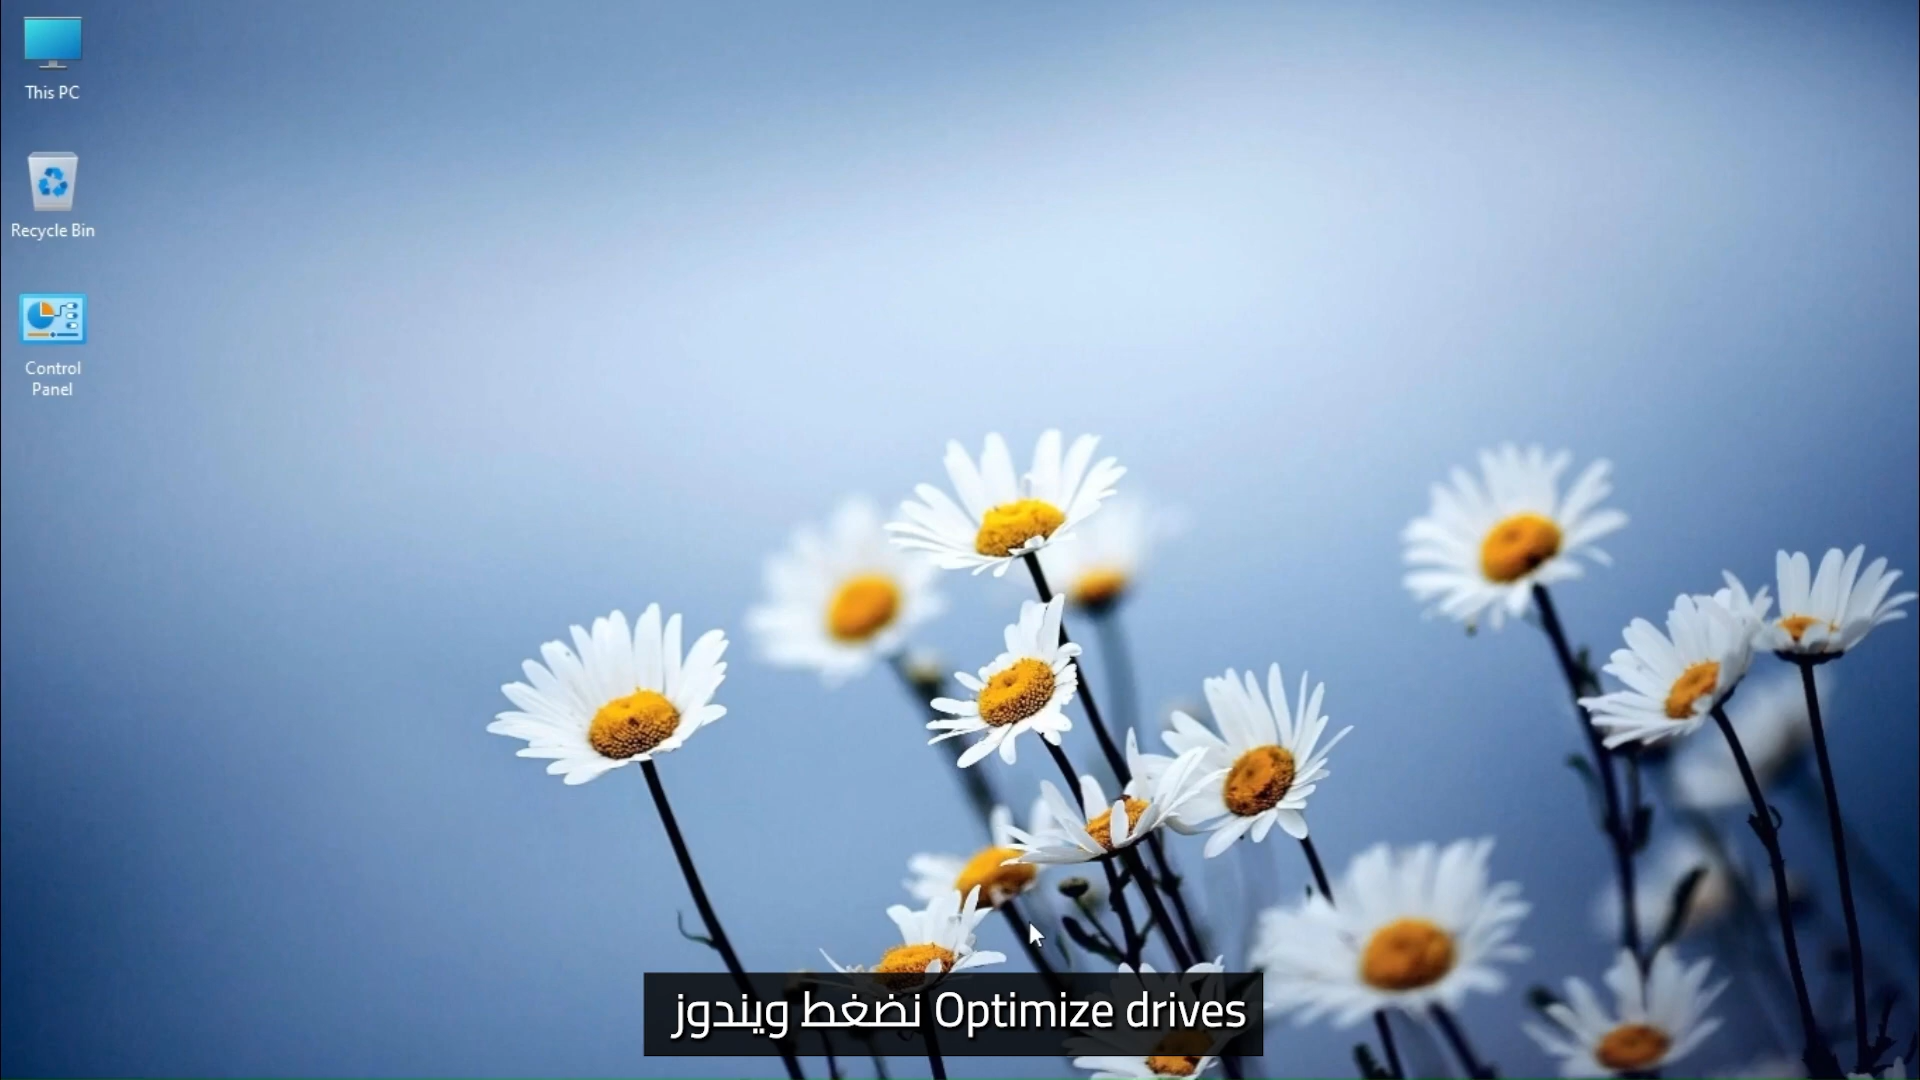 This PC
Recycle Bin
Control
Panel
Optimize drives نضغط ويندوز